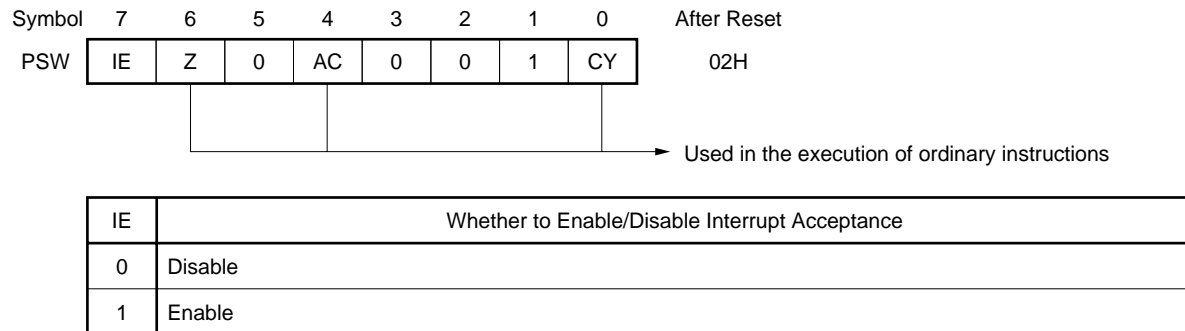 Symbol 7 6 5 4 3 2 1 0 After Reset
PSW IE Z 0 AC 0 0 1 CY 02H
Used in the execution of ordinary instructions
IE Whether to Enable/Disable Interrupt Acceptance
0 Disable
1 Enable